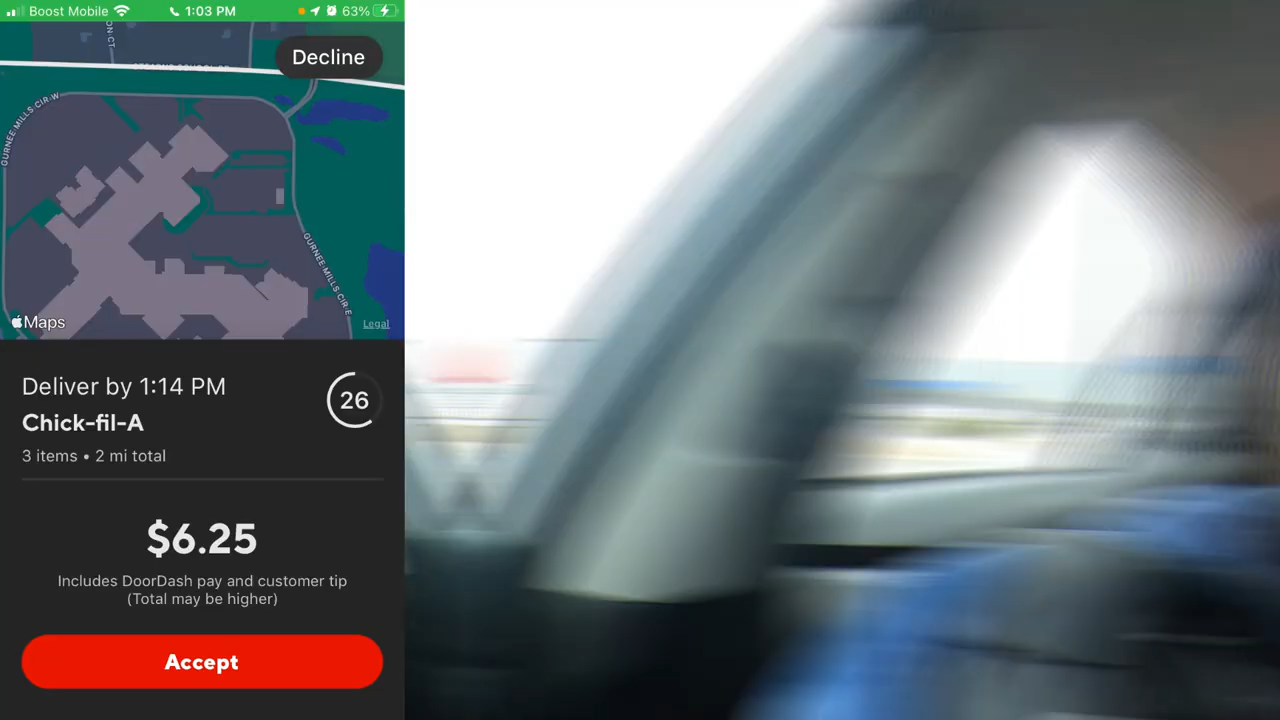 Boost Mobile 1:03 PM 63%
ON CT
Decline
GURNEE MILLS CIR W
GURNEE MILLS CIR E
Maps
Legal
Deliver by 1:14 PM
26
Chick-fil-A
3 items • 2 mi total
$6.25
Includes DoorDash pay and customer tip
(Total may be higher)
Accept